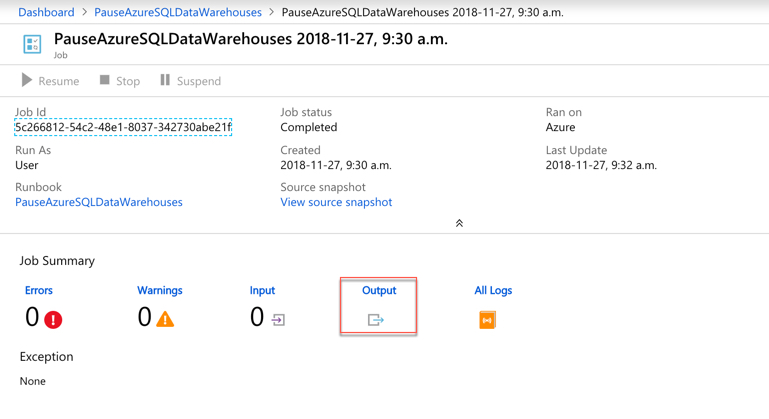 Dashboard > PauseAzureSQLDataWarehouses > PauseAzureSQLDataWarehouses 2018-11-27, 9:30 a.m.
PauseAzureSQLDataWarehouses 2018-11-27, 9:30 a.m.
Job
Resume Stop Suspend
Job Id Job status Ran on
5c266812-54c2-48e1-8037-342730abe21f Completed Azure
Run As Created Last Update
User 2018-11-27, 9:30 a.m. 2018-11-27, 9:32 a.m.
Runbook Source snapshot
PauseAzureSQLDataWarehouses View source snapshot
Job Summary
Errors Warnings Input Output All Logs
0 0 0
Exception
None